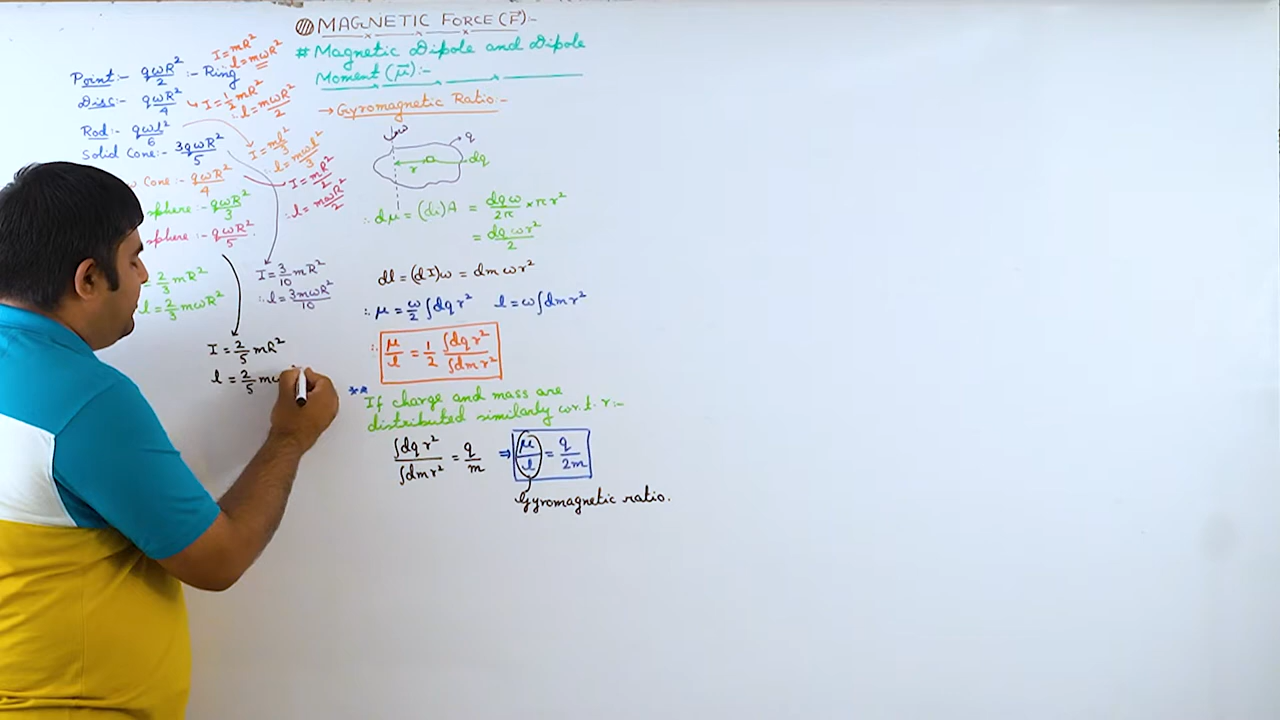 MAGNETIC FORCE (F⃗):-
# Magnetic Dipole and Dipole
Moment (μ⃗):-
→ Gyromagnetic Ratio:-
Point:- qωR²/2 :- Ring
I = mR²
l = mωR²
Disc:- qωR²/4
I = 1/2 mR²
∴ l = mωR²/2
Rod:- qωl²/6
I = ml²/3
∴ l = mωl²/3
Solid Cone:- 3qωR²/5
Cone:- qωR²/4
I = mR²/2
∴ l = mωR²/2
sphere:- qωR²/3
sphere:- qωR²/5
= 2/3 mR²
l = 2/3 mωR²
I = 3/10 mR²
∴ l = 3mωR²/10
I = 2/5 mR²
l = 2/5 mω
q
dq
r
∴ dμ = (di)A = dqω/2π × πr²
= dq ωr²/2
dl = (dI)ω = dm ωr²
∴ μ = ω/2 ∫dq r² l = ω∫dm r²
∴ μ/l = 1/2 ∫dq r²/∫dm r²
** If charge and mass are
distributed similarly w.r.t. r:-
∫dq r²/∫dm r² = q/m ⇒ μ/l = q/2m
Gyromagnetic ratio.